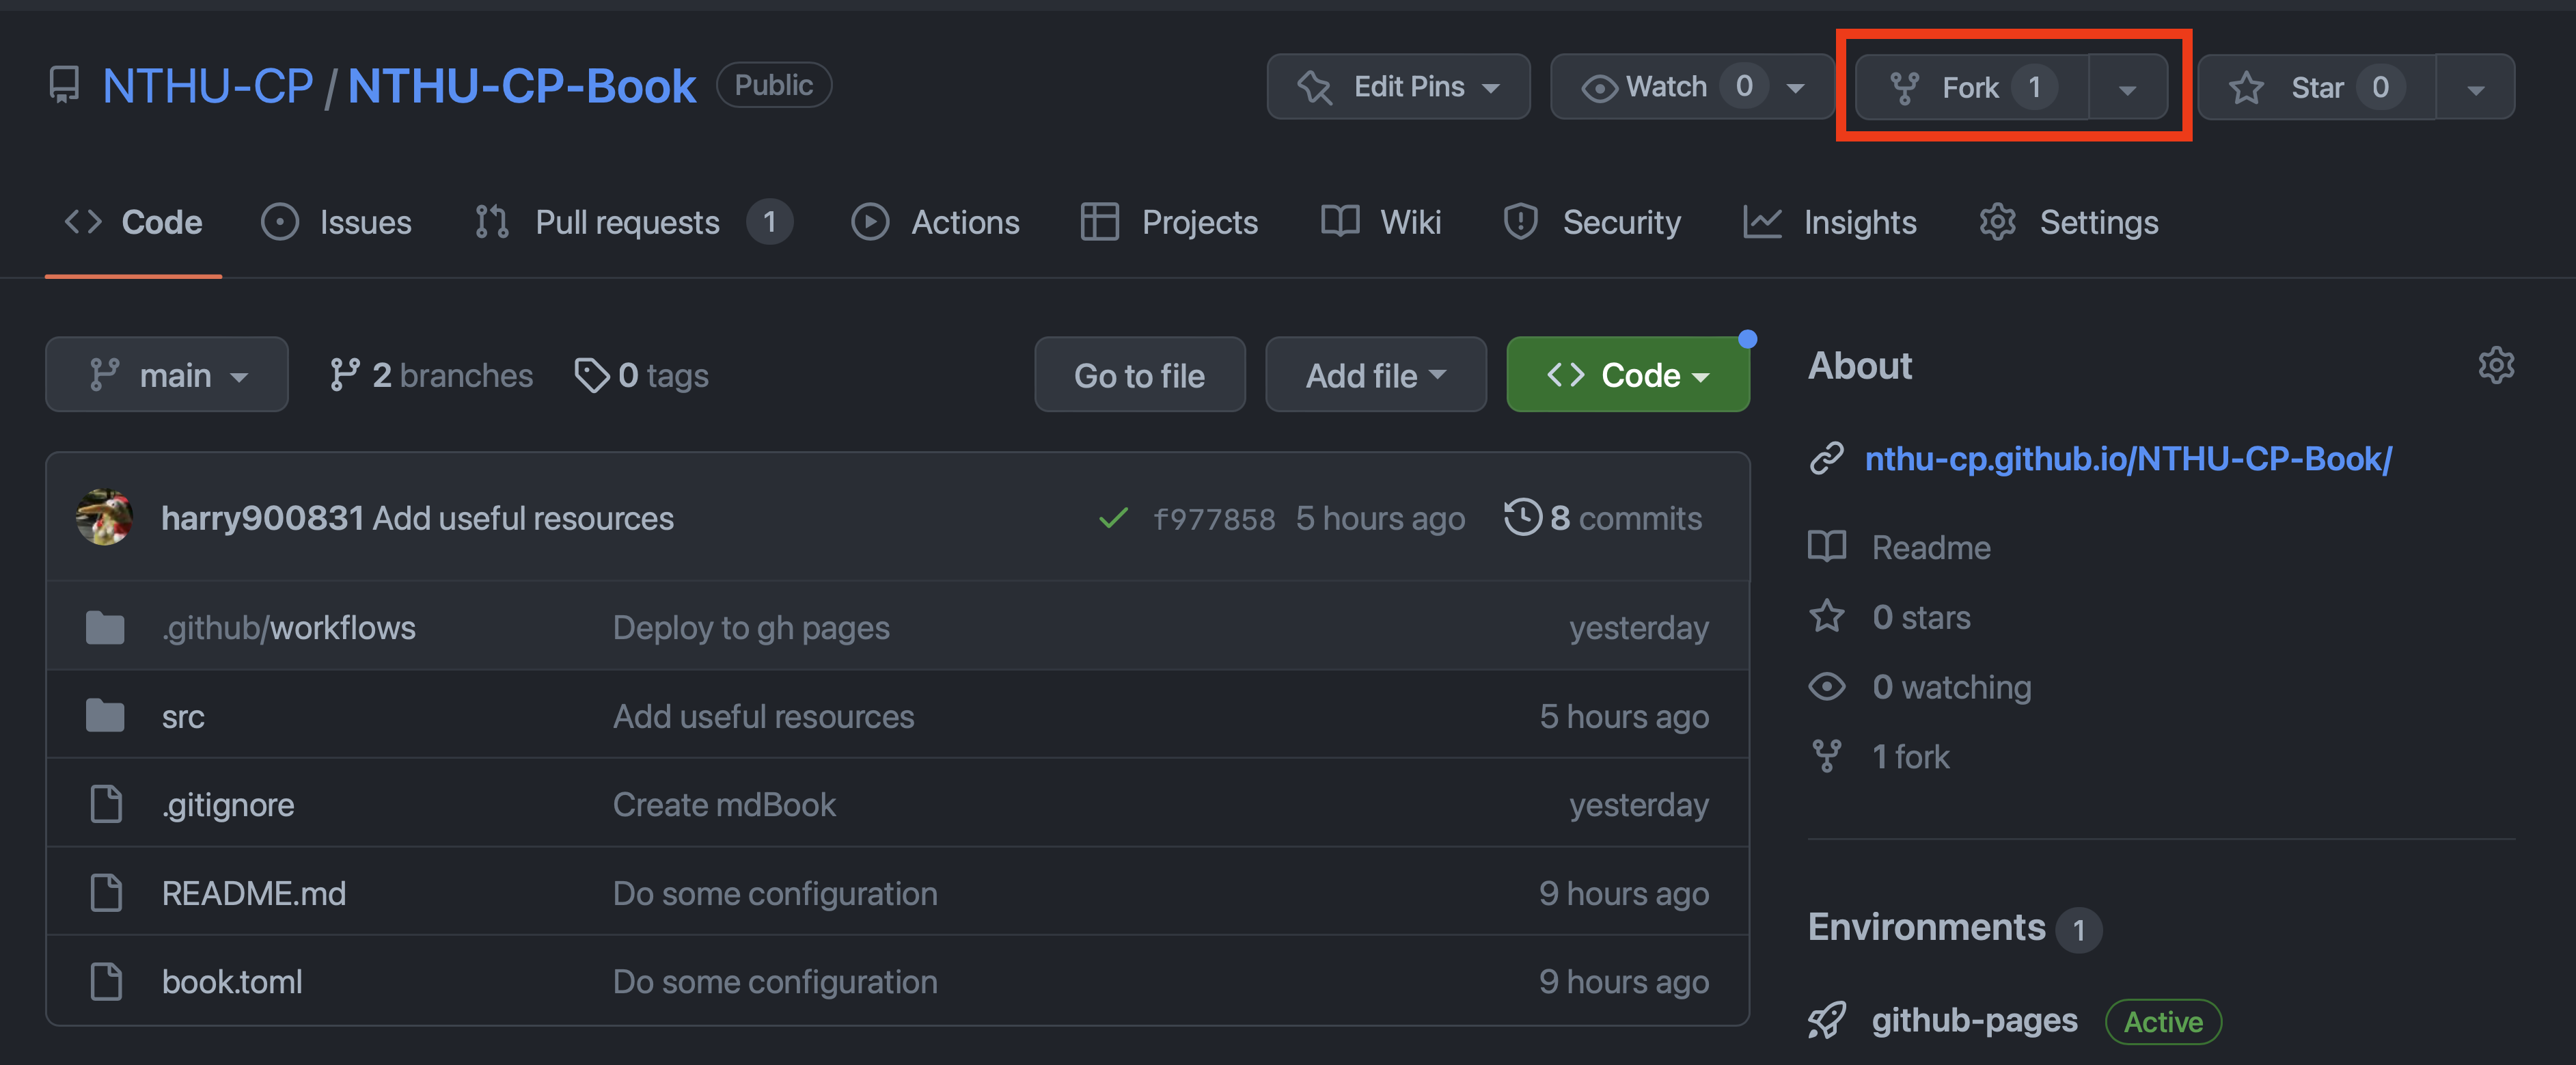 NTHU-CP / NTHU-CP-Book Public
Edit Pins Watch 0 Fork 1 Star 0
Code Issues Pull requests 1 Actions Projects Wiki Security Insights Settings
main 2 branches 0 tags Go to file Add file Code
harry900831 Add useful resources f977858 5 hours ago 8 commits
.github/workflows Deploy to gh pages yesterday
src Add useful resources 5 hours ago
.gitignore Create mdBook yesterday
README.md Do some configuration 9 hours ago
book.toml Do some configuration 9 hours ago
About
nthu-cp.github.io/NTHU-CP-Book/
Readme
0 stars
0 watching
1 fork
Environments 1
github-pages Active